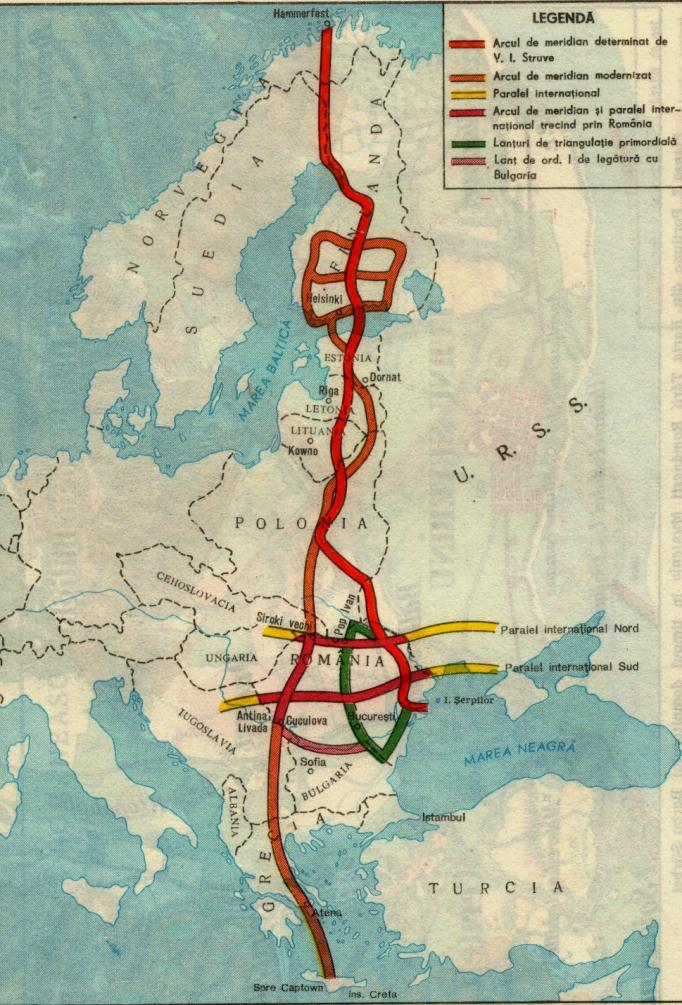 Hammerfest
LEGENDĂ
Arcul de meridian determinat de
V. I. Struve
Arcul de meridian modernizat
Paralel internațional
Arcul de meridian și paralel inter-
național trecînd prin România
Lanțuri de triangulație primordială
Lanț de ord. I de legătură cu
Bulgaria
NORVEGIA
SUEDIA
FINLANDA
Helsinki
MAREA BALTICA
ESTONIA
Dornat
Riga
LETONIA
LITUANIA
Kowno
U. R. S. S.
POLONIA
CEHOSLOVACIA
Siroki vechi
Pop Ivan
Paralel internațional Nord
UNGARIA
ROMÂNIA
Paralel internațional Sud
I. Șerpilor
IUGOSLAVIA
Antina
Livada
Cuculova
București
MAREA NEAGRĂ
Sofia
BULGARIA
ALBANIA
Istambul
GRECIA
TURCIA
Atena
Spre Captown
ins. Creta